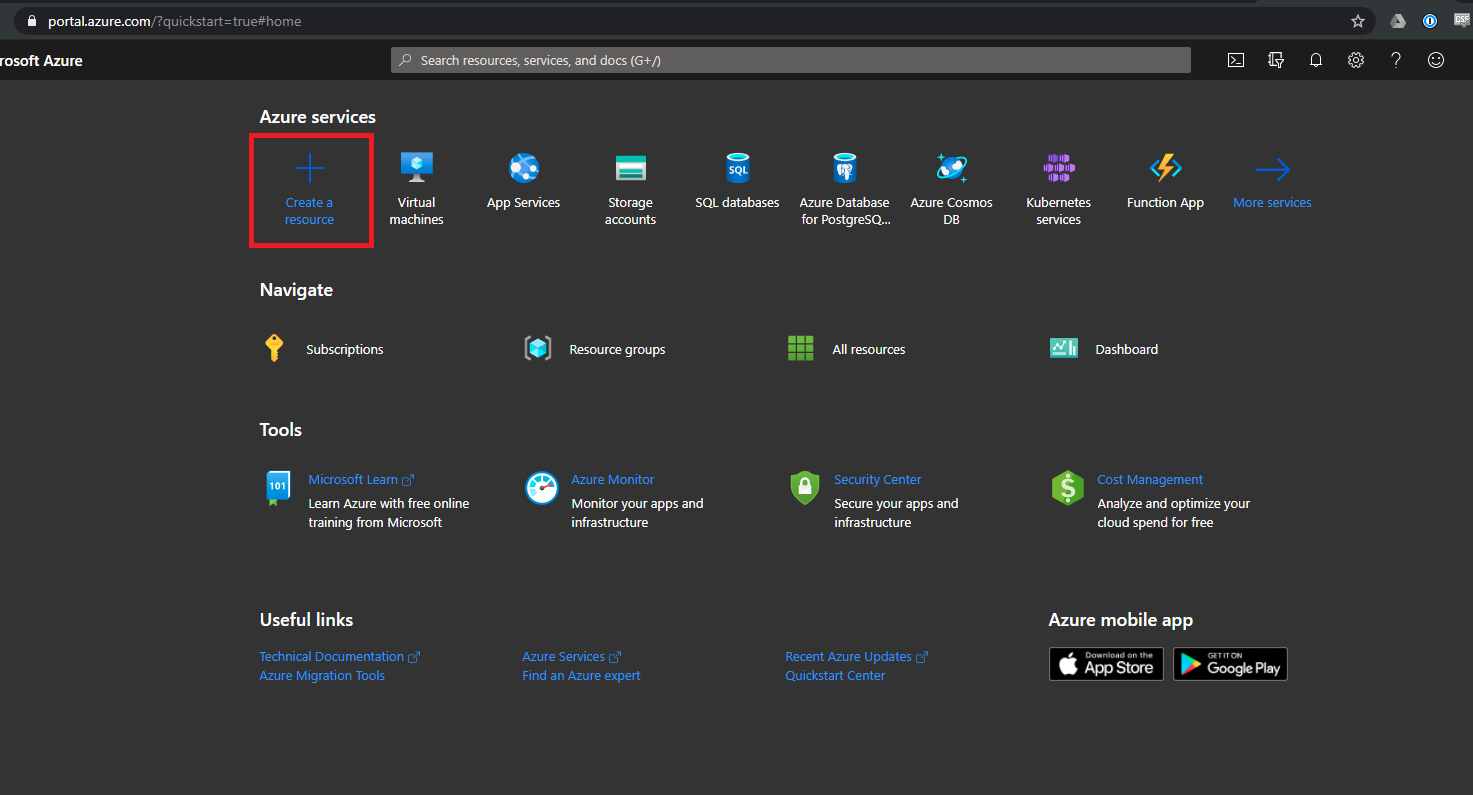 portal.azure.com/?quickstart=true#home
rosoft Azure
Search resources, services, and docs (G+/)
Azure services
Create a
resource
Virtual
machines
App Services
Storage
accounts
SQL
SQL databases
Azure Database
for PostgreSQ...
Azure Cosmos
DB
Kubernetes
services
Function App
More services
Navigate
Subscriptions
Resource groups
All resources
Dashboard
Tools
101
Microsoft Learn
Learn Azure with free online
training from Microsoft
Azure Monitor
Monitor your apps and
infrastructure
Security Center
Secure your apps and
infrastructure
$
Cost Management
Analyze and optimize your
cloud spend for free
Useful links
Technical Documentation
Azure Migration Tools
Azure Services
Find an Azure expert
Recent Azure Updates
Quickstart Center
Azure mobile app
Download on the
App Store
GET IT ON
Google Play